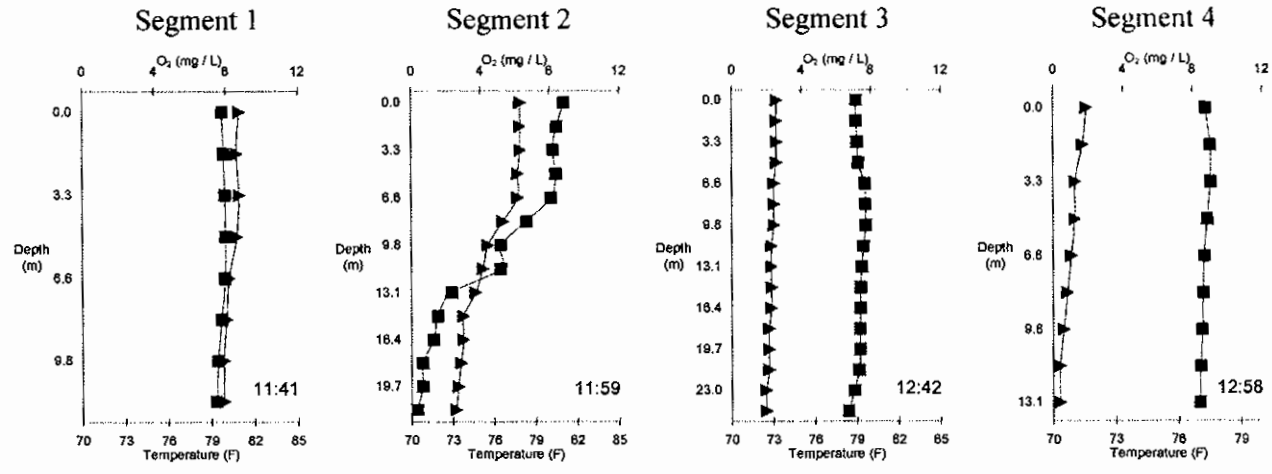 Segment 1
O₂ (mg / L)
0 4 8 12
0.0
3.3
Depth
(m)
6.6
9.8
11:41
70 73 76 79 82 85
Temperature (F)
Segment 2
O₂ (mg / L)
0 4 8 12
0.0
3.3
6.6
Depth
(m)
9.8
13.1
16.4
19.7
11:59
70 73 76 79 82 85
Temperature (F)
Segment 3
O₂ (mg / L)
0 4 8 12
0.0
3.3
6.6
9.8
Depth
(m)
13.1
16.4
19.7
23.0
12:42
70 73 76 79 82 85
Temperature (F)
Segment 4
O₂ (mg / L)
0 4 8 12
0.0
3.3
Depth
(m)
6.8
9.8
13.1
12:58
70 73 76 79
Temperature (F)